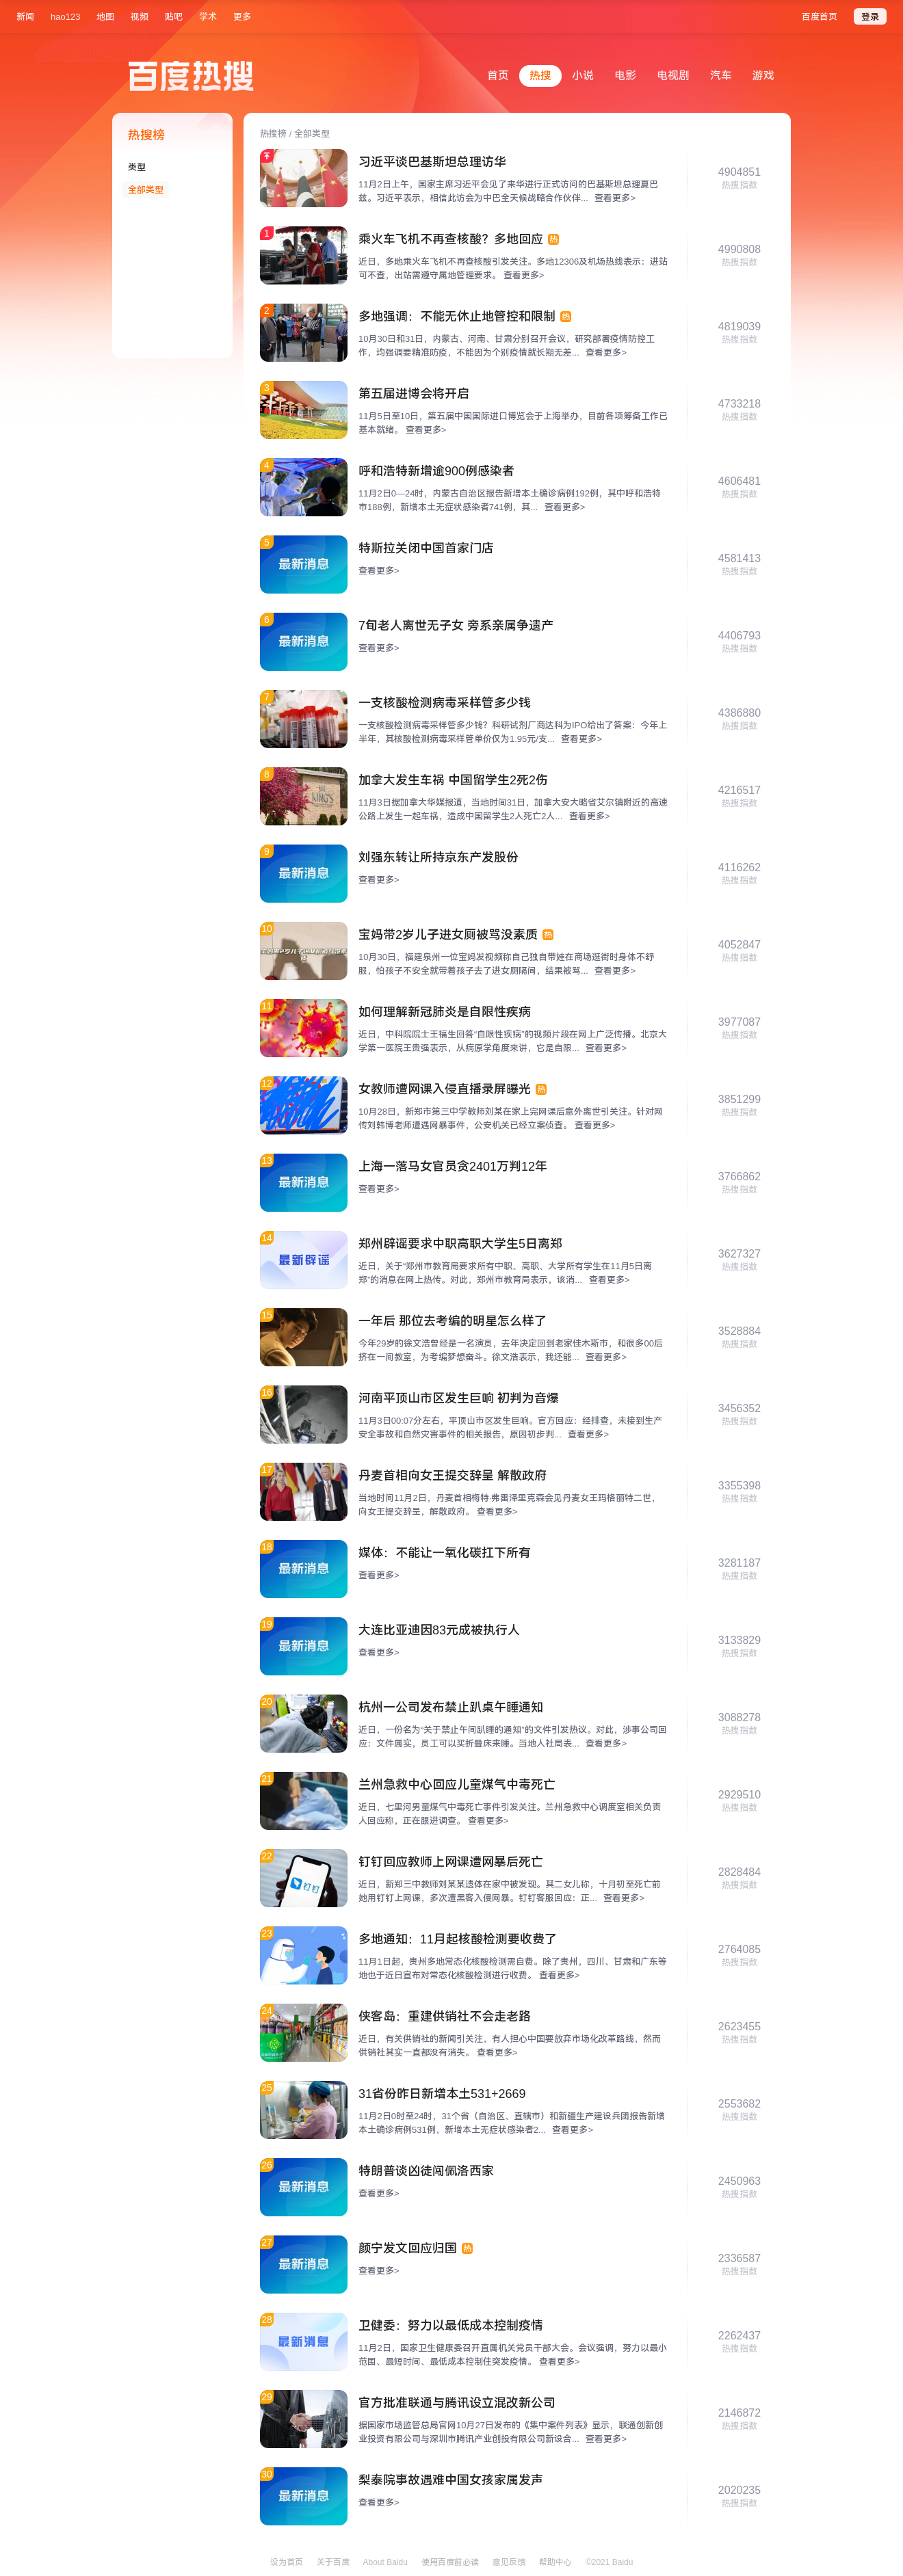 新闻 hao123 地图 视频 贴吧 学术 更多 百度首页 登录
百度热搜
首页 热搜 小说 电影 电视剧 汽车 游戏
热搜榜
类型
全部类型
热搜榜 / 全部类型
习近平谈巴基斯坦总理访华
11月2日上午，国家主席习近平会见了来华进行正式访问的巴基斯坦总理夏巴
兹。习近平表示，相信此访会为中巴全天候战略合作伙伴... 查看更多>
4904851
热搜指数
1
乘火车飞机不再查核酸？多地回应 热
近日，多地乘火车飞机不再查核酸引发关注。多地12306及机场热线表示：进站
可不查，出站需遵守属地管理要求。 查看更多>
4990808
热搜指数
2
多地强调：不能无休止地管控和限制 热
10月30日和31日，内蒙古、河南、甘肃分别召开会议，研究部署疫情防控工
作，均强调要精准防疫，不能因为个别疫情就长期无差... 查看更多>
4819039
热搜指数
3
第五届进博会将开启
11月5日至10日，第五届中国国际进口博览会于上海举办，目前各项筹备工作已
基本就绪。 查看更多>
4733218
热搜指数
4
呼和浩特新增逾900例感染者
11月2日0—24时，内蒙古自治区报告新增本土确诊病例192例，其中呼和浩特
市188例，新增本土无症状感染者741例，其... 查看更多>
4606481
热搜指数
5
最新消息
特斯拉关闭中国首家门店
查看更多>
4581413
热搜指数
6
最新消息
7旬老人离世无子女 旁系亲属争遗产
查看更多>
4406793
热搜指数
7
一支核酸检测病毒采样管多少钱
一支核酸检测病毒采样管多少钱？科研试剂厂商达科为IPO给出了答案：今年上
半年，其核酸检测病毒采样管单价仅为1.95元/支... 查看更多>
4386880
热搜指数
8
加拿大发生车祸 中国留学生2死2伤
11月3日据加拿大华媒报道，当地时间31日，加拿大安大略省艾尔镇附近的高速
公路上发生一起车祸，造成中国留学生2人死亡2人... 查看更多>
4216517
热搜指数
9
最新消息
刘强东转让所持京东产发股份
查看更多>
4116262
热搜指数
10
宝妈带2岁儿子进女厕被骂没素质 热
10月30日，福建泉州一位宝妈发视频称自己独自带娃在商场逛街时身体不舒
服，怕孩子不安全就带着孩子去了进女厕隔间，结果被骂... 查看更多>
4052847
热搜指数
11
如何理解新冠肺炎是自限性疾病
近日，中科院院士王福生回答“自限性疾病”的视频片段在网上广泛传播。北京大
学第一医院王贵强表示，从病原学角度来讲，它是自限... 查看更多>
3977087
热搜指数
12
女教师遭网课入侵直播录屏曝光 热
10月28日，新郑市第三中学教师刘某在家上完网课后意外离世引关注。针对网
传刘韩博老师遭遇网暴事件，公安机关已经立案侦查。 查看更多>
3851299
热搜指数
13
最新消息
上海一落马女官员贪2401万判12年
查看更多>
3766862
热搜指数
14
最新辟谣
郑州辟谣要求中职高职大学生5日离郑
近日，关于“郑州市教育局要求所有中职、高职、大学所有学生在11月5日离
郑”的消息在网上热传。对此，郑州市教育局表示，该消... 查看更多>
3627327
热搜指数
15
一年后 那位去考编的明星怎么样了
今年29岁的徐文浩曾经是一名演员，去年决定回到老家佳木斯市，和很多00后
挤在一间教室，为考编梦想奋斗。徐文浩表示，我还能... 查看更多>
3528884
热搜指数
16
河南平顶山市区发生巨响 初判为音爆
11月3日00:07分左右，平顶山市区发生巨响。官方回应：经排查，未接到生产
安全事故和自然灾害事件的相关报告，原因初步判... 查看更多>
3456352
热搜指数
17
丹麦首相向女王提交辞呈 解散政府
当地时间11月2日，丹麦首相梅特·弗雷泽里克森会见丹麦女王玛格丽特二世，
向女王提交辞呈，解散政府。 查看更多>
3355398
热搜指数
18
最新消息
媒体：不能让一氧化碳扛下所有
查看更多>
3281187
热搜指数
19
最新消息
大连比亚迪因83元成被执行人
查看更多>
3133829
热搜指数
20
杭州一公司发布禁止趴桌午睡通知
近日，一份名为“关于禁止午间趴睡的通知”的文件引发热议。对此，涉事公司回
应：文件属实，员工可以买折叠床来睡。当地人社局表... 查看更多>
3088278
热搜指数
21
兰州急救中心回应儿童煤气中毒死亡
近日，七里河男童煤气中毒死亡事件引发关注。兰州急救中心调度室相关负责
人回应称，正在跟进调查。 查看更多>
2929510
热搜指数
22
钉钉
钉钉回应教师上网课遭网暴后死亡
近日，新郑三中教师刘某某遗体在家中被发现。其二女儿称，十月初至死亡前
她用钉钉上网课，多次遭黑客入侵网暴。钉钉客服回应：正... 查看更多>
2828484
热搜指数
23
多地通知：11月起核酸检测要收费了
11月1日起，贵州多地常态化核酸检测需自费。除了贵州，四川、甘肃和广东等
地也于近日宣布对常态化核酸检测进行收费。 查看更多>
2764085
热搜指数
24
侠客岛：重建供销社不会走老路
近日，有关供销社的新闻引关注，有人担心中国要放弃市场化改革路线，然而
供销社其实一直都没有消失。 查看更多>
2623455
热搜指数
25
31省份昨日新增本土531+2669
11月2日0时至24时，31个省（自治区、直辖市）和新疆生产建设兵团报告新增
本土确诊病例531例，新增本土无症状感染者2... 查看更多>
2553682
热搜指数
26
最新消息
特朗普谈凶徒闯佩洛西家
查看更多>
2450963
热搜指数
27
最新消息
颜宁发文回应归国 热
查看更多>
2336587
热搜指数
28
最新消息
卫健委：努力以最低成本控制疫情
11月2日，国家卫生健康委召开直属机关党员干部大会。会议强调，努力以最小
范围、最短时间、最低成本控制住突发疫情。 查看更多>
2262437
热搜指数
29
官方批准联通与腾讯设立混改新公司
据国家市场监管总局官网10月27日发布的《集中案件列表》显示，联通创新创
业投资有限公司与深圳市腾讯产业创投有限公司新设合... 查看更多>
2146872
热搜指数
30
最新消息
梨泰院事故遇难中国女孩家属发声
查看更多>
2020235
热搜指数
设为首页 关于百度 About Baidu 使用百度前必读 意见反馈 帮助中心 ©2021 Baidu